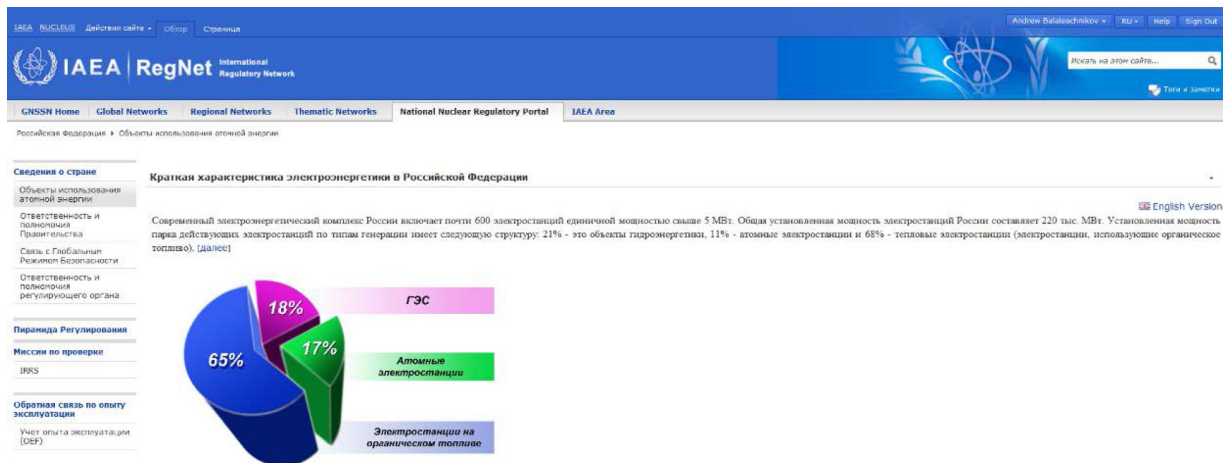 IAEA NUCLEUS Действия сайта Обзор Страница Andrew Balalaechnikov RU Help Sign Out
IAEA RegNet International
Regulatory Network
Искать на этом сайте...
Теги и заметки
GNSSN Home Global Networks Regional Networks Thematic Networks National Nuclear Regulatory Portal IAEA Area
Российская Федерация Объекты использования атомной энергии
Сведения о стране
Объекты использования
атомной энергии
Ответственность и
полномочия
Правительства
Связь с Глобальным
Режимом Безопасности
Ответственность и
полномочия
регулирующего органа
Пирамида Регулирования
Миссии по проверке
IRRS
Обратная связь по опыту
эксплуатации
Учет опыта эксплуатации
(OEF)
Краткая характеристика электроэнергетики в Российской Федерации
English Version
Современный электроэнергетический комплекс России включает почти 600 электростанций единичной мощностью свыше 5 МВт. Общая установленная мощность электростанций России составляет 220 тыс. МВт. Установленная мощность
парка действующих электростанций по типам генерации имеет следующую структуру: 21% - это объекты гидроэнергетики, 11% - атомные электростанции и 68% - тепловые электростанции (электростанции, использующие органическое
топливо). [далее]
18%
ГЭС
17%
65%
Атомные
электростанции
Электростанции на
органическом топливе